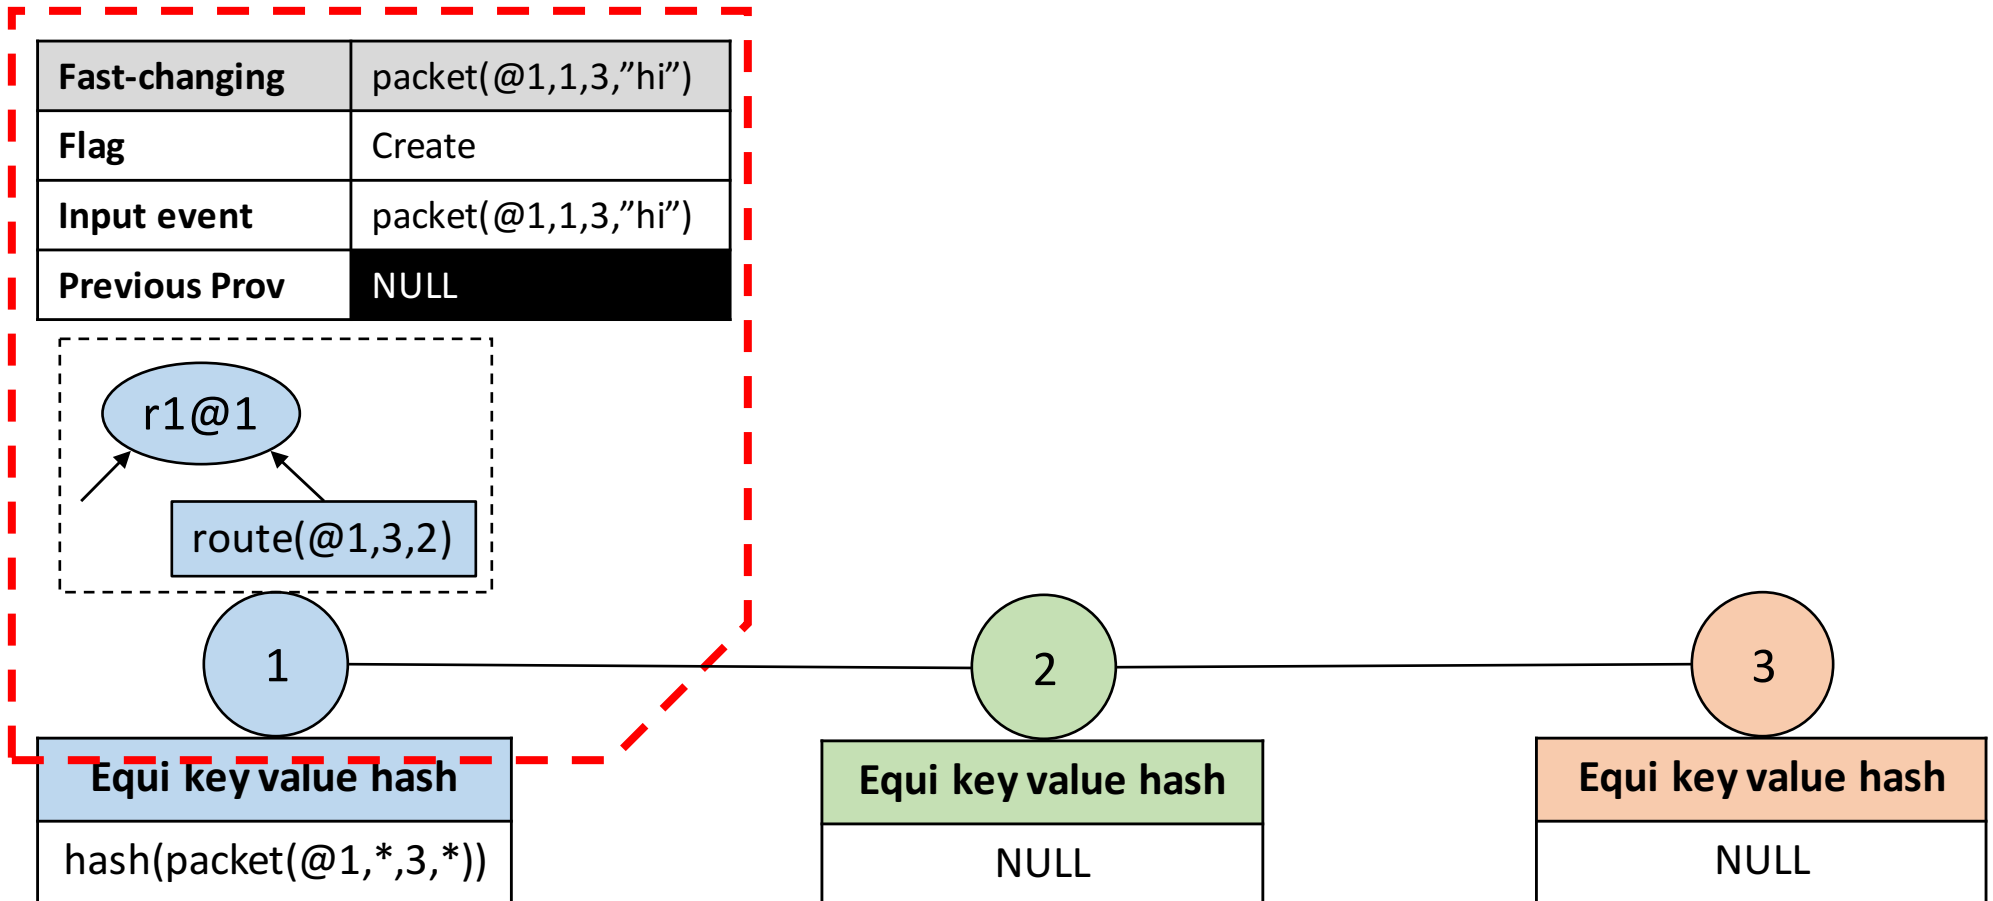 Fast-changing packet(@1,1,3,”hi”)
Flag Create
Input event packet(@1,1,3,”hi”)
Previous Prov NULL
r1@1
route(@1,3,2)
1 2 3
Equi key value hash Equi key value hash Equi key value hash
hash(packet(@1,*,3,*)) NULL NULL